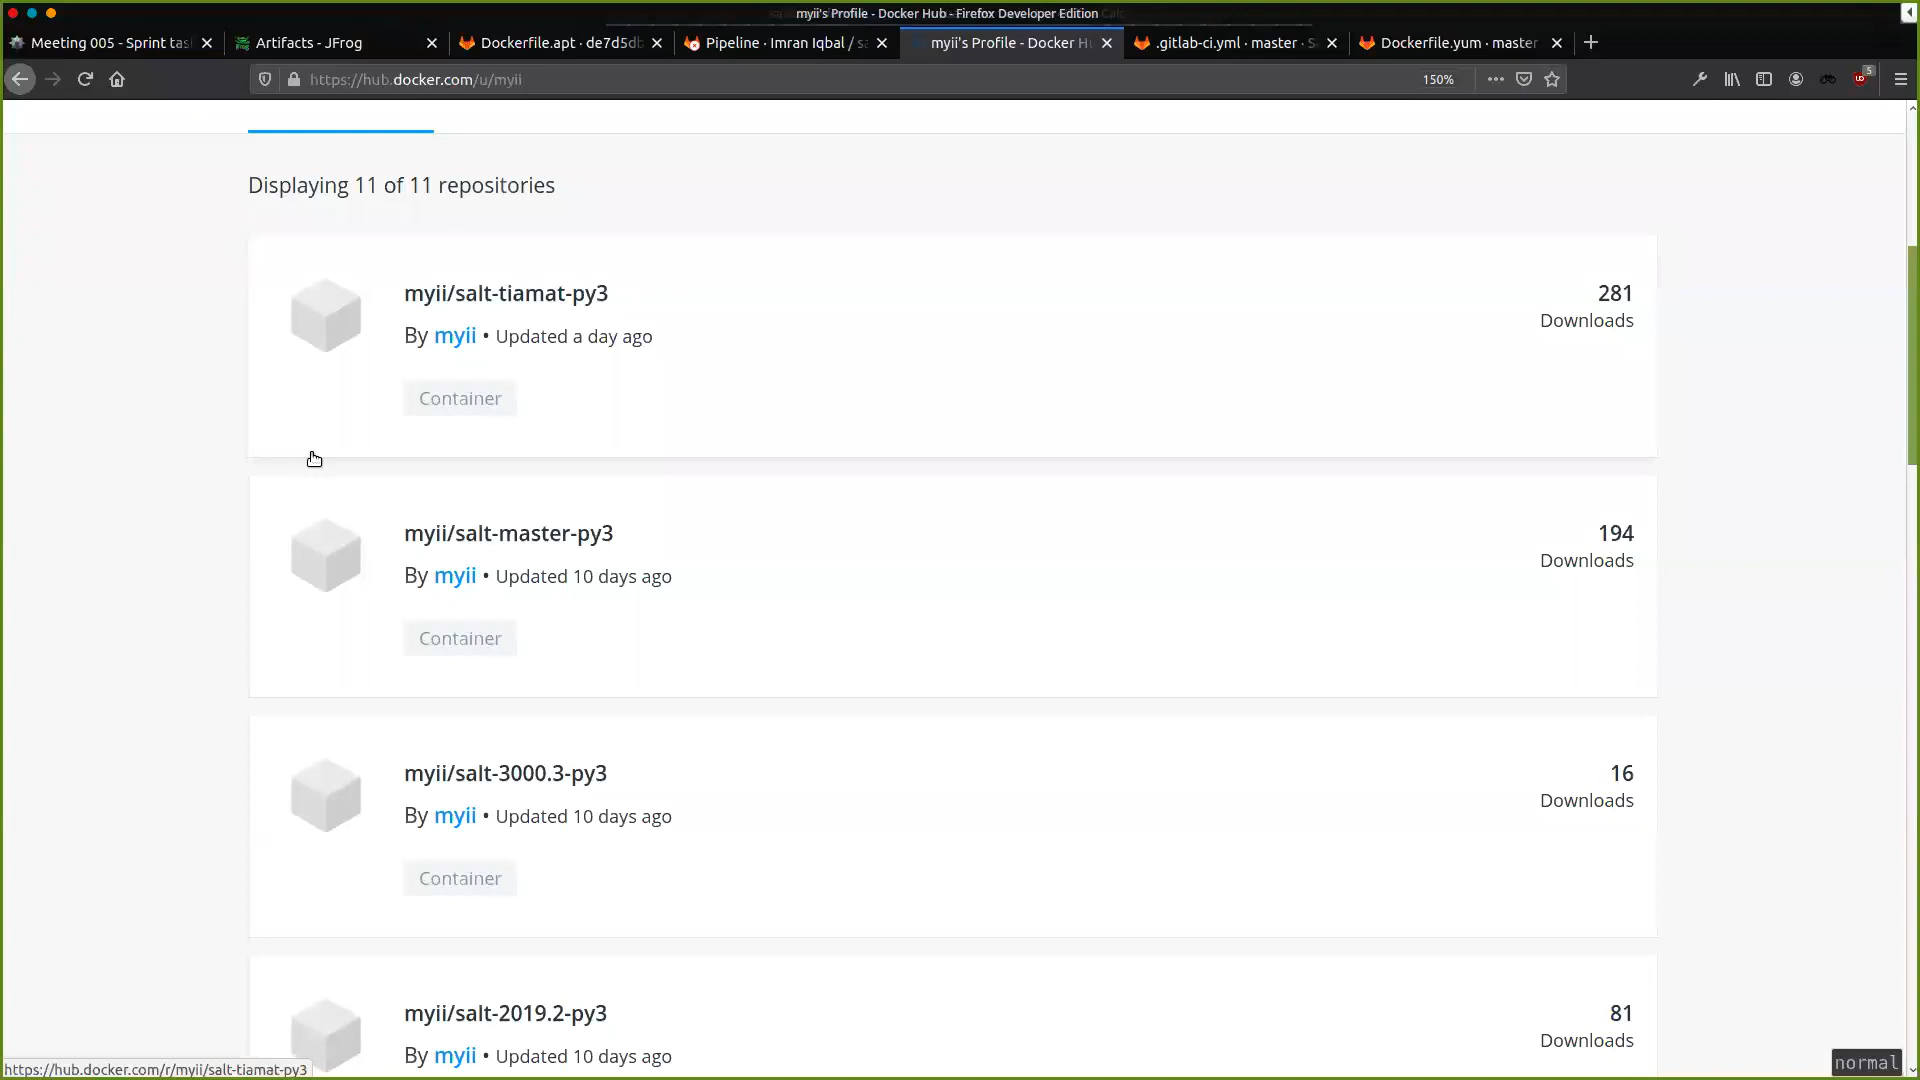 myii's Profile - Docker Hub - Firefox Developer Edition
Meeting 005 - Sprint tas
Artifacts - JFrog
Dockerfile.apt · de7d5db
Pipeline · Imran Iqbal / sa
myii's Profile - Docker Hu
.gitlab-ci.yml · master · S
Dockerfile.yum · master
https://hub.docker.com/u/myii
150%
5
Displaying 11 of 11 repositories
myii/salt-tiamat-py3
281
Downloads
By myii • Updated a day ago
Container
myii/salt-master-py3
194
Downloads
By myii • Updated 10 days ago
Container
myii/salt-3000.3-py3
16
Downloads
By myii • Updated 10 days ago
Container
myii/salt-2019.2-py3
81
Downloads
By myii • Updated 10 days ago
https://hub.docker.com/r/myii/salt-tiamat-py3
normal